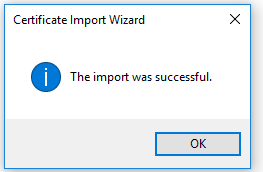 Certificate Import Wizard
The import was successful.
OK